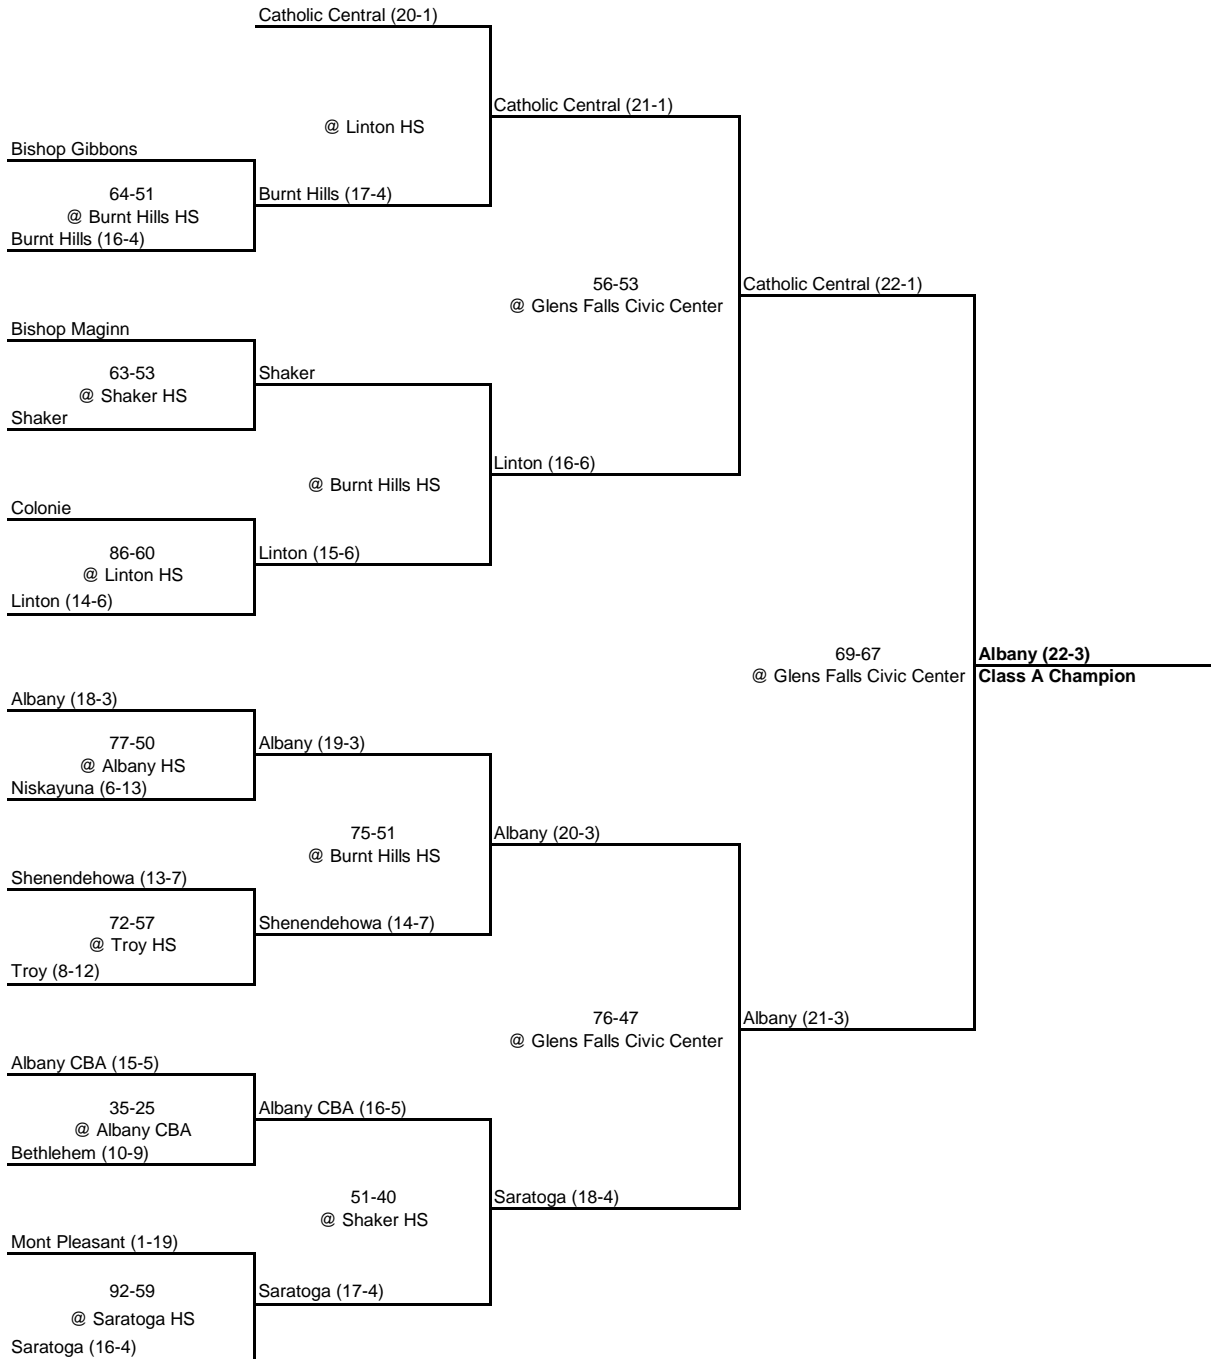 Catholic Central (20-1)
Catholic Central (21-1)
@ Linton HS
Bishop Gibbons
64-51
Burnt Hills (17-4)
@ Burnt Hills HS
Burnt Hills (16-4)
56-53
Catholic Central (22-1)
@ Glens Falls Civic Center
Bishop Maginn
63-53
Shaker
@ Shaker HS
Shaker
Linton (16-6)
@ Burnt Hills HS
Colonie
86-60
Linton (15-6)
@ Linton HS
Linton (14-6)
69-67
Albany (22-3)
@ Glens Falls Civic Center
Class A Champion
Albany (18-3)
77-50
Albany (19-3)
@ Albany HS
Niskayuna (6-13)
75-51
Albany (20-3)
@ Burnt Hills HS
Shenendehowa (13-7)
72-57
Shenendehowa (14-7)
@ Troy HS
Troy (8-12)
76-47
Albany (21-3)
@ Glens Falls Civic Center
Albany CBA (15-5)
35-25
Albany CBA (16-5)
@ Albany CBA
Bethlehem (10-9)
51-40
Saratoga (18-4)
@ Shaker HS
Mont Pleasant (1-19)
92-59
Saratoga (17-4)
@ Saratoga HS
Saratoga (16-4)